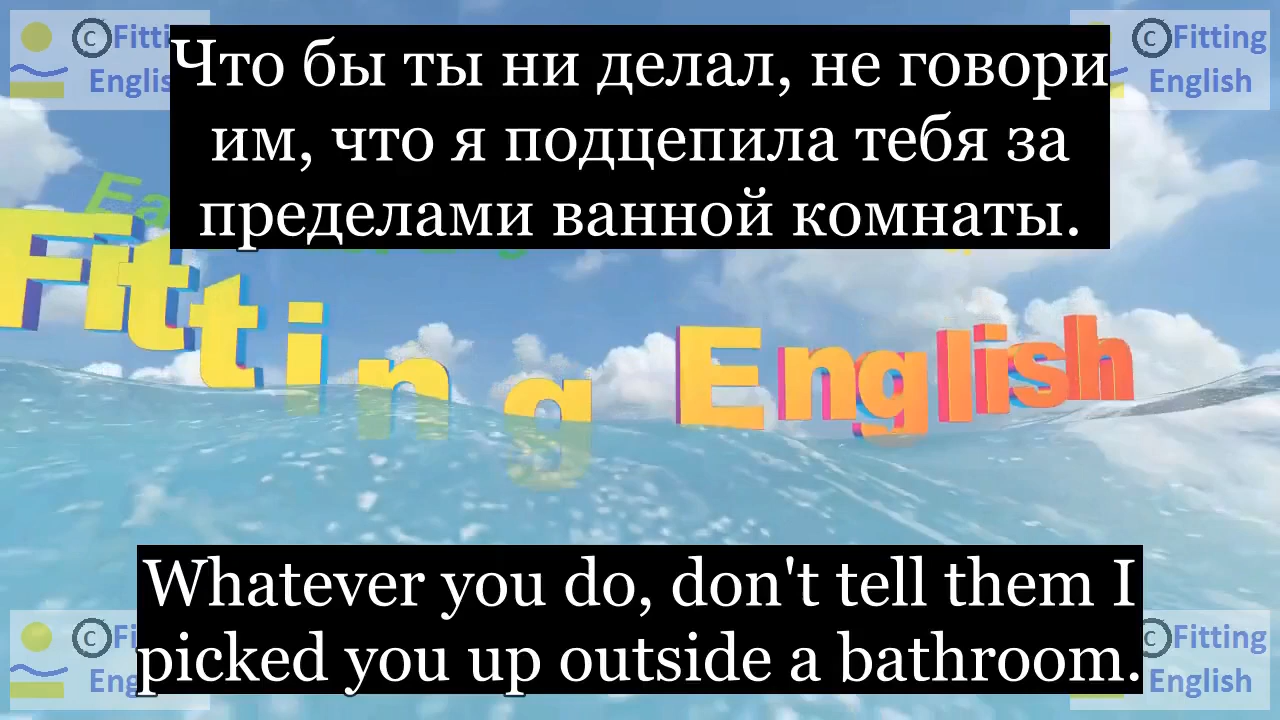 ©Fitting
English
Что бы ты ни делал, не говори
им, что я подцепила тебя за
пределами ванной комнаты.
Fitting English
Whatever you do, don't tell them I
picked you up outside a bathroom.
©Fitting
English